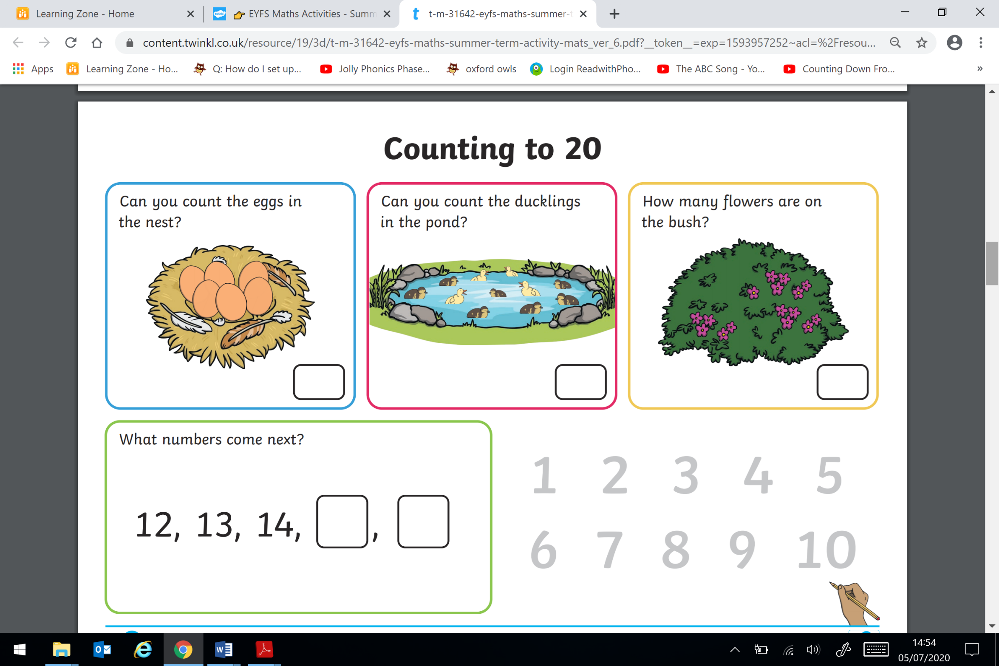 Learning Zone - Home
EYFS Maths Activities - Summ
t-m-31642-eyfs-maths-summer-t
content.twinkl.co.uk/resource/19/3d/t-m-31642-eyfs-maths-summer-term-activity-mats_ver_6.pdf?__token__=exp=1593957252~acl=%2Fresou...
Apps
Learning Zone - Ho...
Q: How do I set up...
Jolly Phonics Phase...
oxford owls
Login ReadwithPho...
The ABC Song - Yo...
Counting Down Fro...
»
Counting to 20
Can you count the eggs in
the nest?
Can you count the ducklings
in the pond?
How many flowers are on
the bush?
What numbers come next?
12, 13, 14, ,
1 2 3 4 5
6 7 8 9 10
14:54
05/07/2020